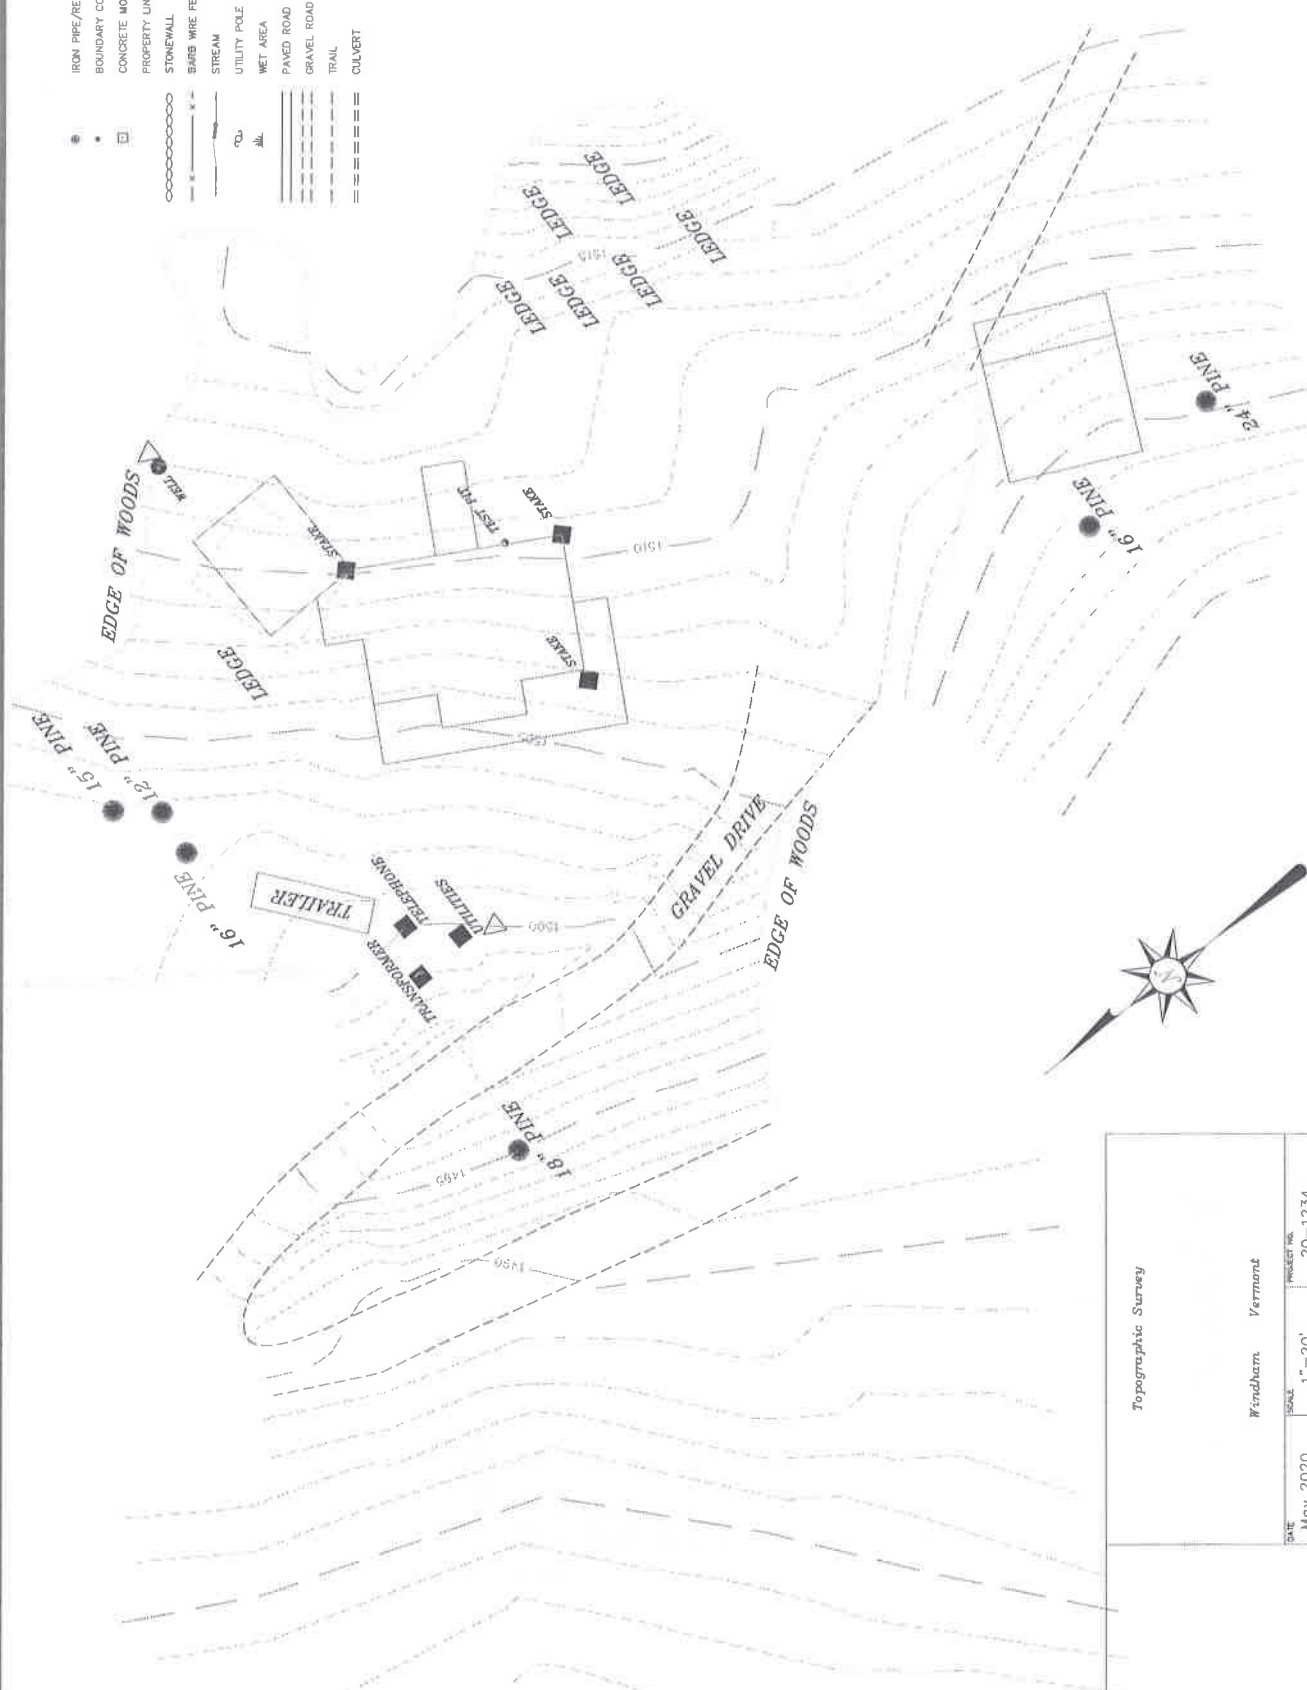 IRON PIPE/RE
BOUNDARY CO
CONCRETE MO
PROPERTY LIN
STONEWALL
BARB WIRE FE
STREAM
UTILITY POLE
WET AREA
PAVED ROAD
GRAVEL ROAD
TRAIL
CULVERT
LEDGE
LEDGE
LEDGE
LEDGE
LEDGE
LEDGE
LEDGE
1515
EDGE OF WOODS
WELL
STAKE
TEST PIT
STAKE
1510
STAKE
LEDGE
1505
24" PINE
16" PINE
15" PINE
12" PINE
16" PINE
TRAILER
TELEPHONE
UTILITIES
TRANSFORMER
1500
GRAVEL DRIVE
EDGE OF WOODS
18" PINE
1495
1490
N
Topographic Survey
Windham Vermont
DATE
May 2020
SCALE
1"=20'
PROJECT NO.
20-1234